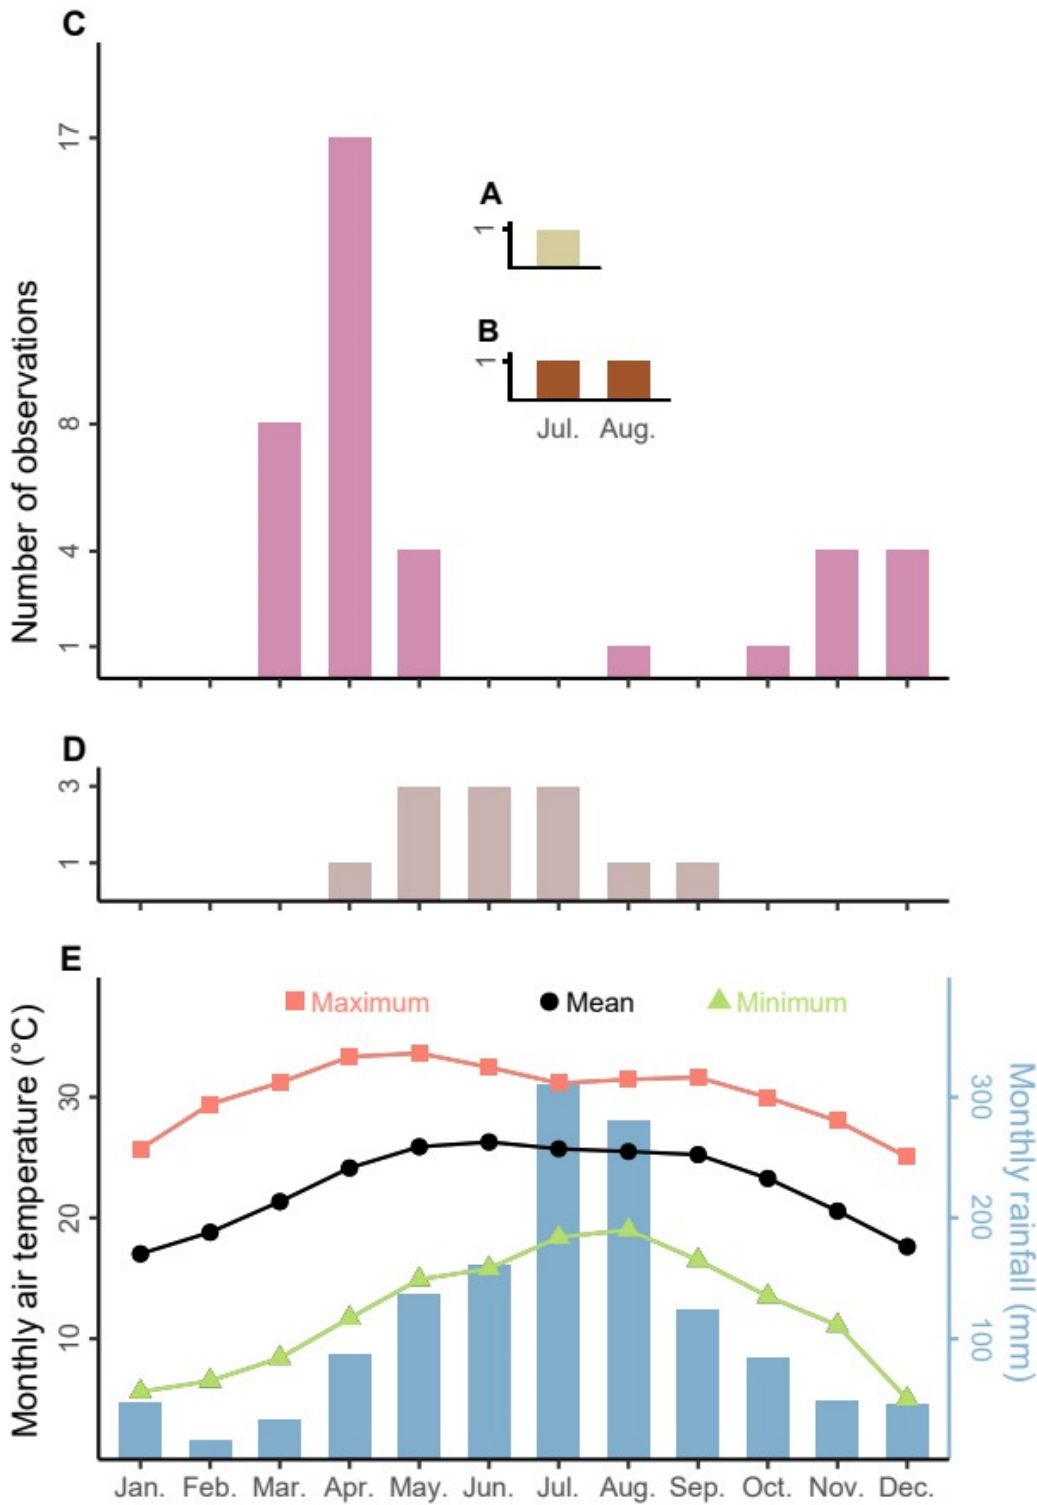 C
Number of observations
17
8
4
1
A
1
B
1
Jul. Aug.
D
3
1
E
Maximum Mean Minimum
Monthly air temperature (°C)
30
20
10
Monthly rainfall (mm)
300
200
100
Jan. Feb. Mar. Apr. May. Jun. Jul. Aug. Sep. Oct. Nov. Dec.